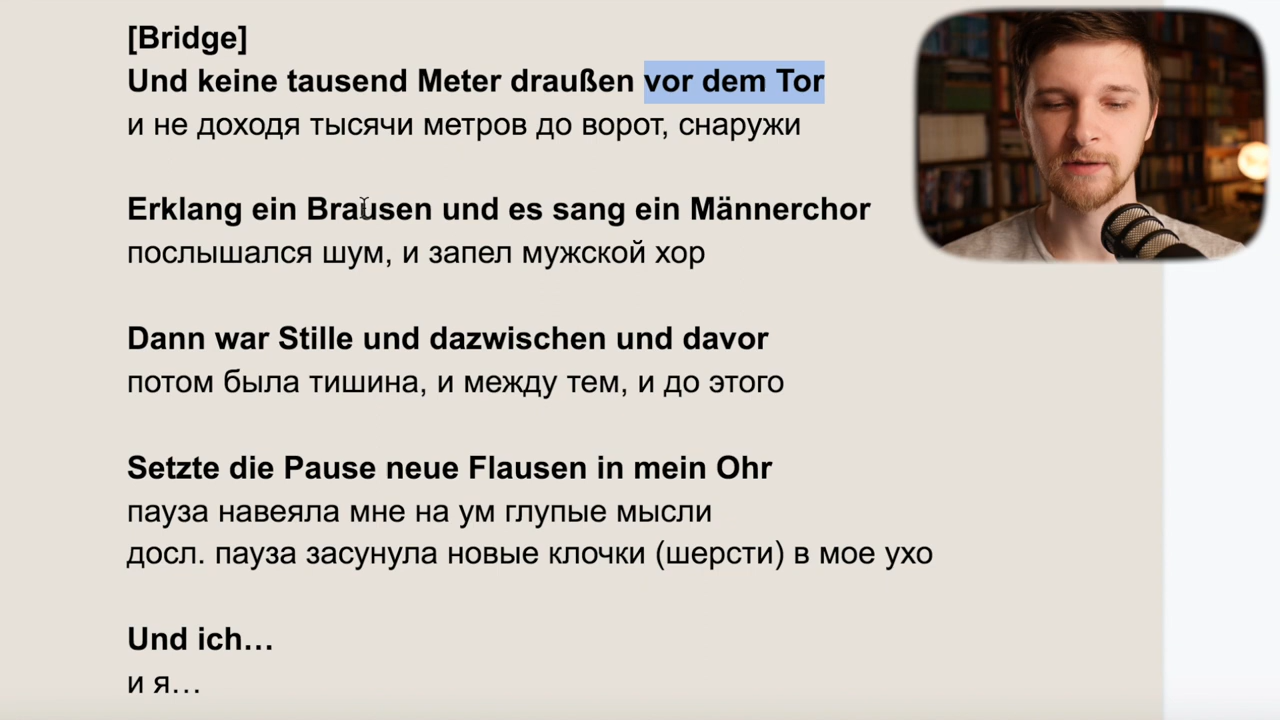 [Bridge]
Und keine tausend Meter draußen vor dem Tor
и не доходя тысячи метров до ворот, снаружи
Erklang ein Brausen und es sang ein Männerchor
послышался шум, и запел мужской хор
Dann war Stille und dazwischen und davor
потом была тишина, и между тем, и до этого
Setzte die Pause neue Flausen in mein Ohr
пауза навеяла мне на ум глупые мысли
досл. пауза засунула новые клочки (шерсти) в мое ухо
Und ich…
и я…